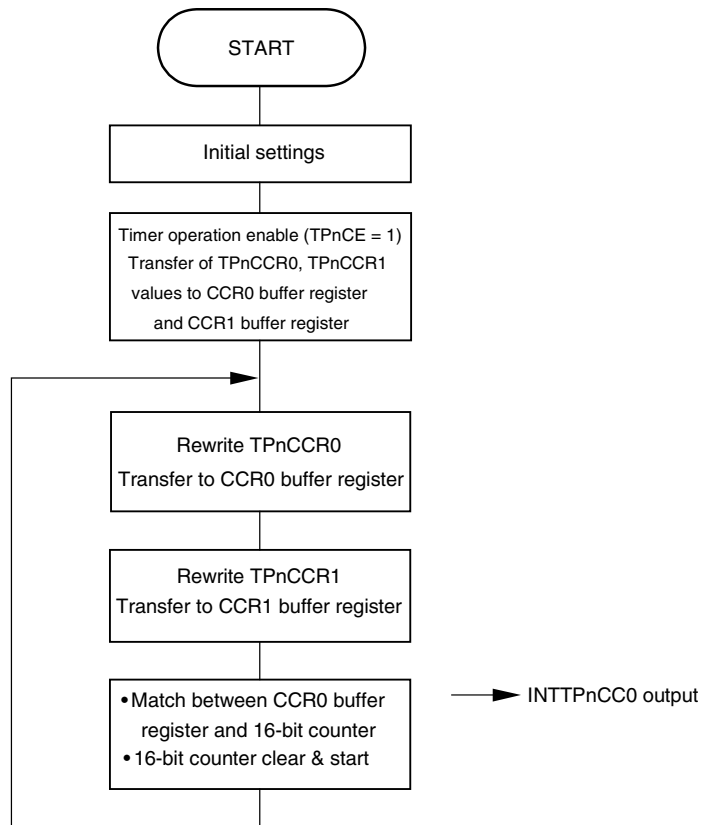 START
Initial settings
Timer operation enable (TPnCE = 1)
Transfer of TPnCCR0, TPnCCR1
values to CCR0 buffer register
and CCR1 buffer register
Rewrite TPnCCR0
Transfer to CCR0 buffer register
Rewrite TPnCCR1
Transfer to CCR1 buffer register
•Match between CCR0 buffer
register and 16-bit counter
•16-bit counter clear & start
INTTPnCC0 output